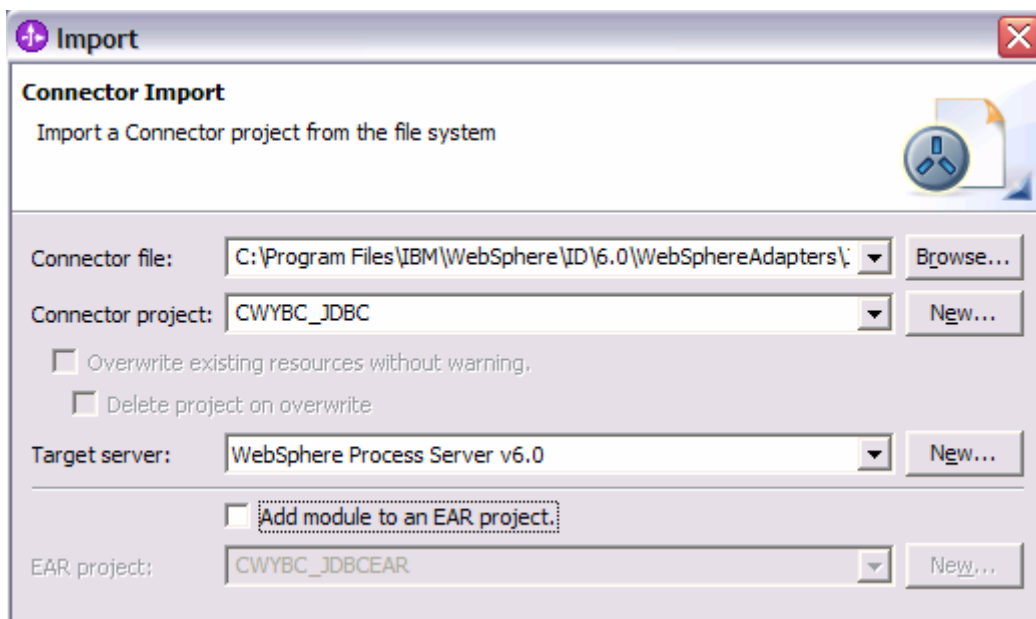 Import
Connector Import
Import a Connector project from the file system
Connector file: C:\Program Files\IBM\WebSphere\ID\6.0\WebSphereAdapters\ Browse...
Connector project: CWYBC_JDBC New...
Overwrite existing resources without warning.
Delete project on overwrite
Target server: WebSphere Process Server v6.0 New...
Add module to an EAR project.
EAR project: CWYBC_JDBCEAR New...